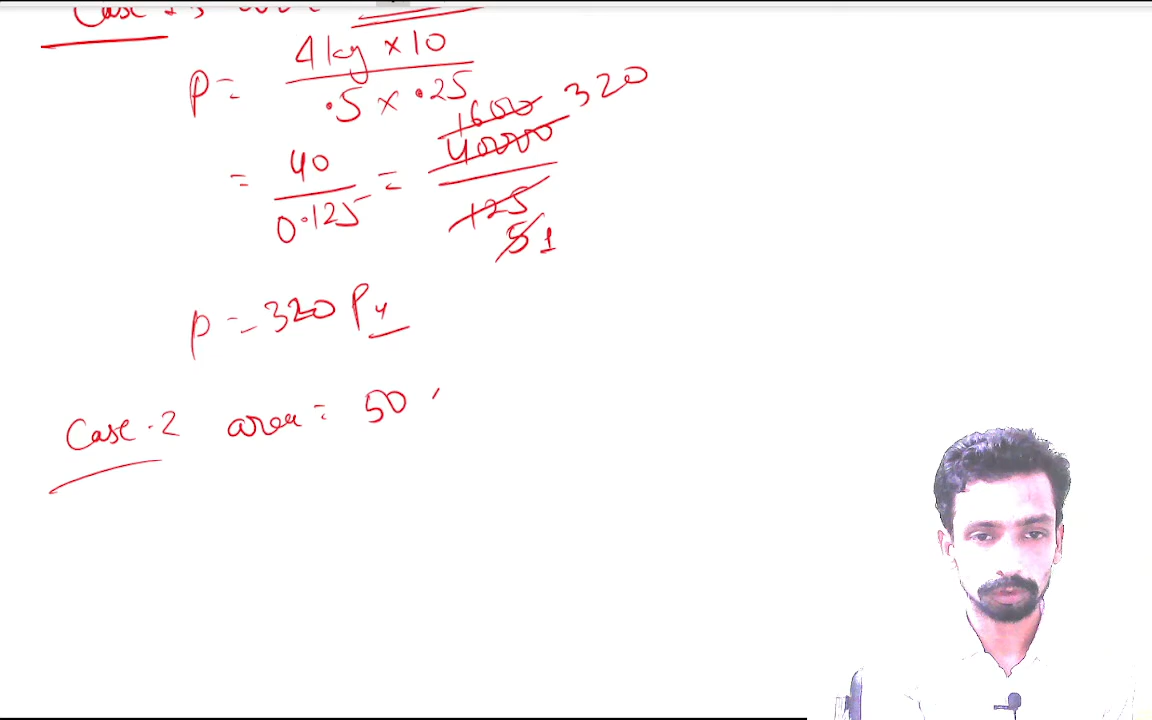 Case
P = 4kg × 10
.5 × .25
1600 320
= 40 = 40000
0.125 125
5 1
P = 320 Pa
Case - 2 area = 50